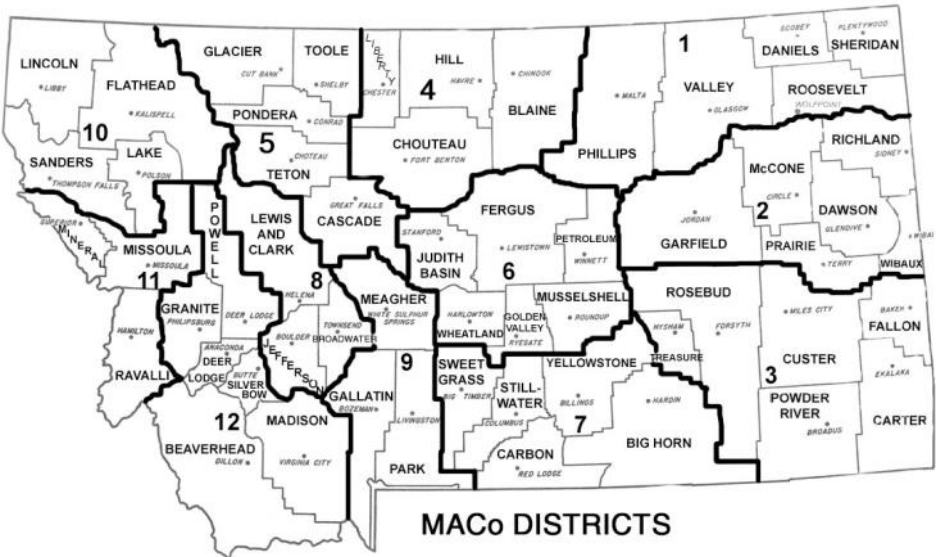 LINCOLN
LIBBY
FLATHEAD
KALISPELL
10
SANDERS
THOMPSON FALLS
LAKE
POLSON
GLACIER
CUT BANK
TOOLE
SHELBY
PONDERA
CONRAD
5
CHOTEAU
TETON
LIBERTY
CHESTER
HILL
HAVRE
4
CHINOOK
BLAINE
CHOUTEAU
FORT BENTON
1
MALTA
PHILLIPS
VALLEY
GLASGOW
SCOBEY
DANIELS
PLENTYWOOD
SHERIDAN
ROOSEVELT
WOLFPOINT
RICHLAND
SIDNEY
McCONE
CIRCLE
2
DAWSON
GLENDIVE
JORDAN
GARFIELD
PRAIRIE
TERRY
WIBAU
WIBAUX
SUPERIOR
MINERAL
MISSOULA
MISSOULA
11
POWELL
DEER LODGE
LEWIS
AND
CLARK
8
HELENA
CASCADE
GREAT FALLS
FERGUS
LEWISTOWN
STANFORD
JUDITH
BASIN
6
PETROLEUM
WINNETT
GRANITE
PHILIPSBURG
HAMILTON
RAVALLI
ANACONDA
DEER
LODGE
BUTTE
SILVER
BOW
BOULDER
JEFFERSON
TOWNSEND
BROADWATER
MEAGHER
WHITE SULPHUR
SPRINGS
HARLOWTON
WHEATLAND
GOLDEN
VALLEY
RYEGATE
MUSSELSHELL
ROUNDUP
9
GALLATIN
BOZEMAN
LIVINGSTON
PARK
SWEET
GRASS
BIG TIMBER
STILL-
WATER
COLUMBUS
YELLOWSTONE
BILLINGS
7
CARBON
RED LODGE
HARDIN
BIG HORN
ROSEBUD
FORSYTH
HYSHAM
TREASURE
MILES CITY
CUSTER
3
POWDER
RIVER
BROADUS
BAKER
FALLON
EKALAKA
CARTER
12
BEAVERHEAD
DILLON
MADISON
VIRGINIA CITY
MACo DISTRICTS